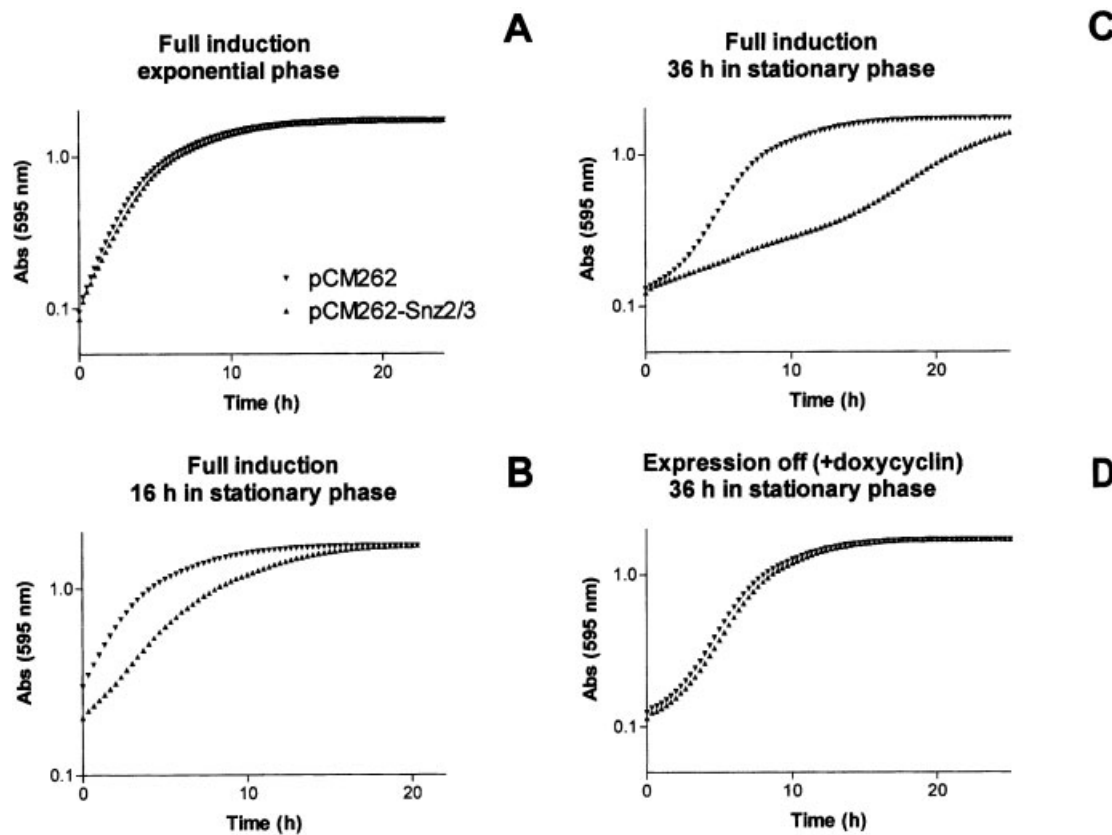 A
Full induction
exponential phase
Abs (595 nm)
1.0
0.1
pCM262
pCM262-Snz2/3
0
10
20
Time (h)
C
Full induction
36 h in stationary phase
Abs (595 nm)
1.0
0.1
0
10
20
Time (h)
B
Full induction
16 h in stationary phase
Abs (595 nm)
1.0
0.1
0
10
20
Time (h)
D
Expression off (+doxycyclin)
36 h in stationary phase
Abs (595 nm)
1.0
0.1
0
10
20
Time (h)